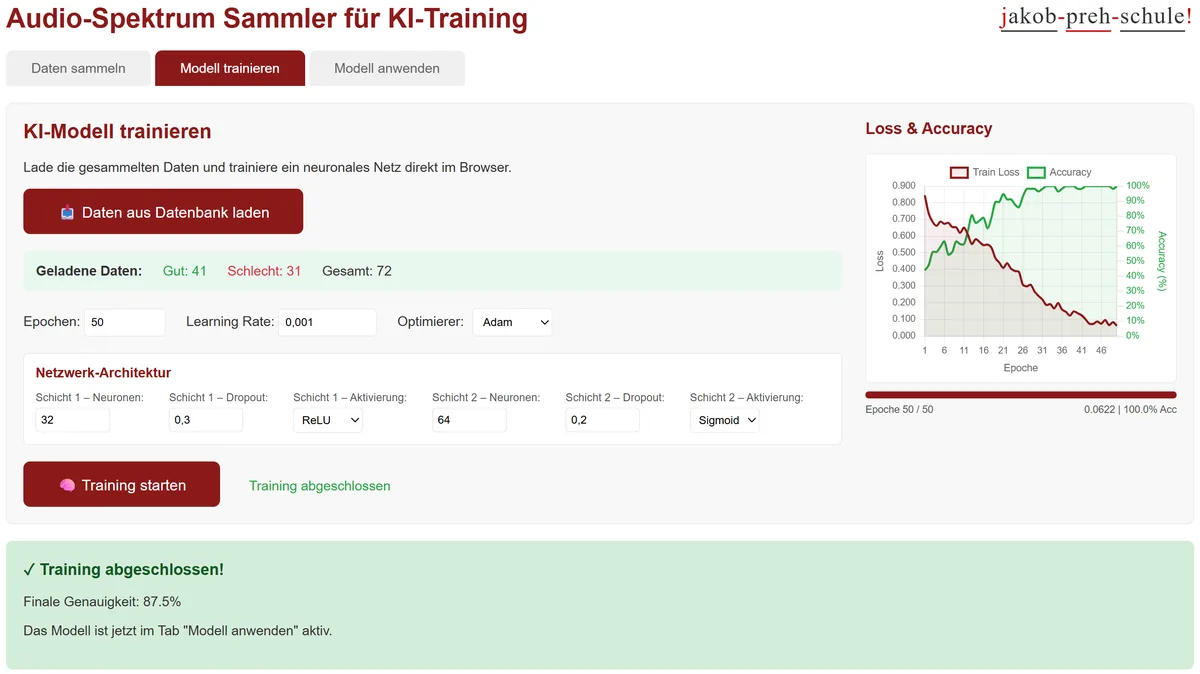 Audio-Spektrum Sammler für KI-Training
jakob-preh-schule!
Daten sammeln
Modell trainieren
Modell anwenden
KI-Modell trainieren
Lade die gesammelten Daten und trainiere ein neuronales Netz direkt im Browser.
Daten aus Datenbank laden
Geladene Daten: Gut: 41 Schlecht: 31 Gesamt: 72
Epochen: 50 Learning Rate: 0,001 Optimierer: Adam
Netzwerk-Architektur
Schicht 1 – Neuronen: Schicht 1 – Dropout: Schicht 1 – Aktivierung: Schicht 2 – Neuronen: Schicht 2 – Dropout: Schicht 2 – Aktivierung:
32 0,3 ReLU 64 0,2 Sigmoid
Training starten
Training abgeschlossen
Loss & Accuracy
Train Loss Accuracy
0.900
0.800
0.700
0.600
0.500
0.400
0.300
0.200
0.100
0.000
Loss
100%
90%
80%
70%
60%
50%
40%
30%
20%
10%
0%
Accuracy (%)
1 6 11 16 21 26 31 36 41 46
Epoche
Epoche 50 / 50
0.0622 | 100.0% Acc
✓ Training abgeschlossen!
Finale Genauigkeit: 87.5%
Das Modell ist jetzt im Tab "Modell anwenden" aktiv.